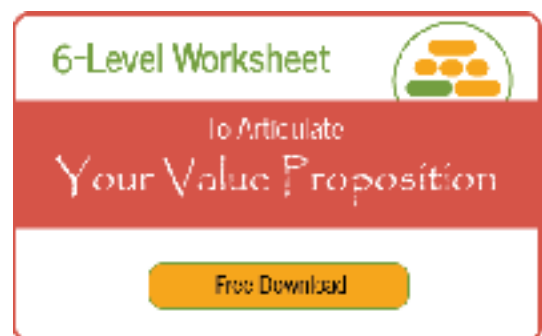 6-Level Worksheet
To Articulate
Your Value Proposition
Free Download